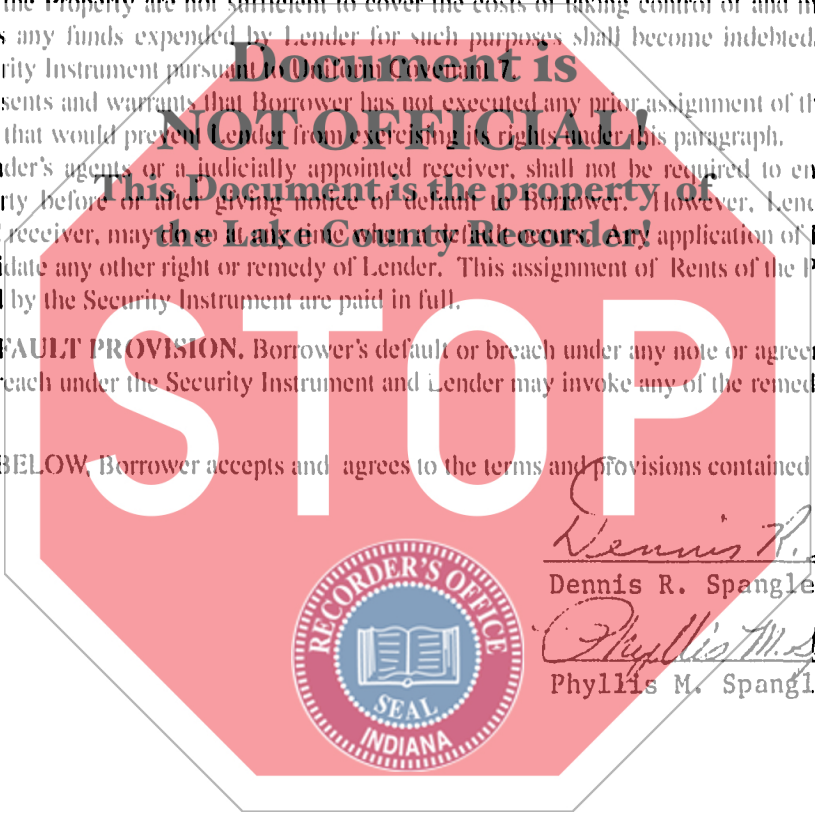 the Property are not sufficient to cover the costs of taking control of and
any funds expended by Lender for such purposes shall become
rity Instrument pursuant to Uniform Covenant 7.
Document is
sents and warrants that Borrower has not executed any prior assignment of
NOT OFFICIAL!
that would prevent Lender from exercising its rights under this paragraph.
nder's agents or a judicially appointed receiver, shall not be required to
This Document is the property of
rty before or after giving notice of default to Borrower. However,
the Lake County Recorder!
receiver, may do so at any time when a default occurs. Any application of
idate any other right or remedy of Lender. This assignment of Rents of the
by the Security Instrument are paid in full.
FAULT PROVISION. Borrower's default or breach under any note or
reach under the Security Instrument and Lender may invoke any of the
STOP
BELOW, Borrower accepts and agrees to the terms and provisions contained
Dennis R.
Dennis R. Spangle
Phyllis M. S
Phyllis M. Spangl
RECORDER'S OFFICE
SEAL
INDIANA